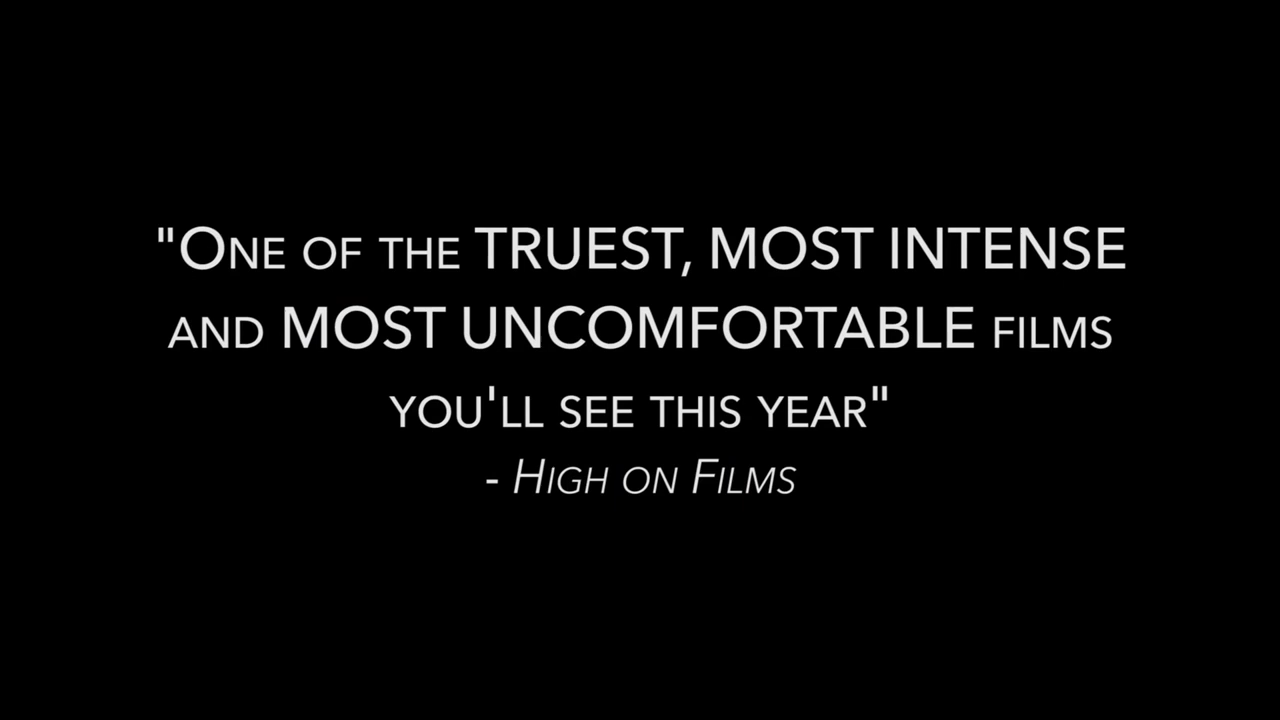 "One of the TRUEST, MOST INTENSE
and MOST UNCOMFORTABLE films
you'll see this year"
- High on Films